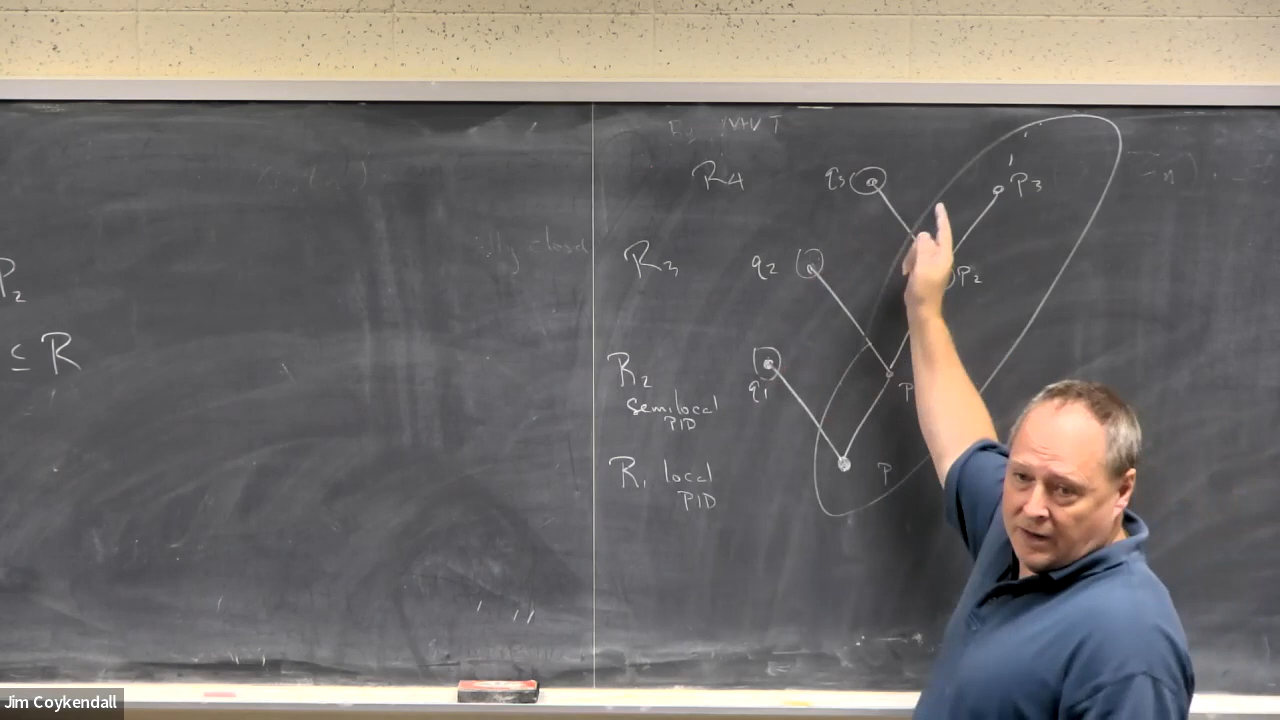 P2
⊆ R
R4 q3 P3
R3 q2 P2
R2 q1 P
semilocal
PID
R1 local P
PID
Jim Coykendall